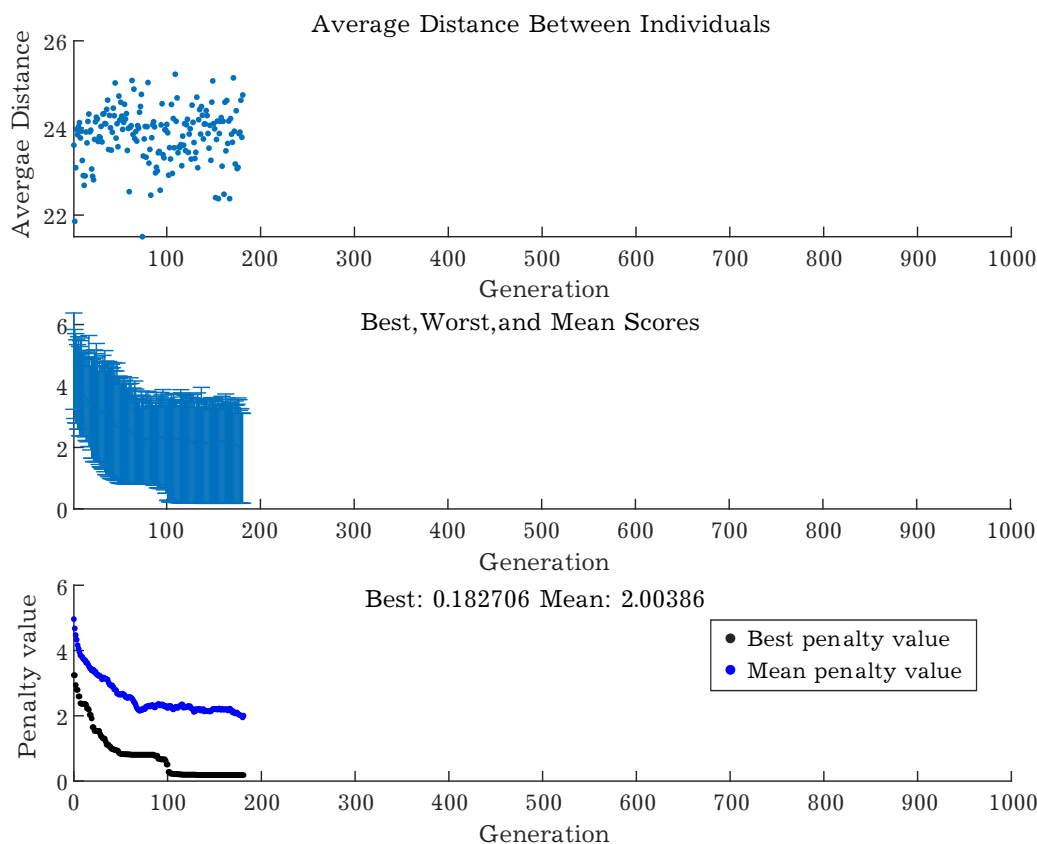 Average Distance Between Individuals
Avergae Distance
26
24
22
100 200 300 400 500 600 700 800 900 1000
Generation
Best,Worst,and Mean Scores
6
4
2
0
0 100 200 300 400 500 600 700 800 900 1000
Generation
Best: 0.182706 Mean: 2.00386
Penalty value
6
4
2
0
Best penalty value
Mean penalty value
0 100 200 300 400 500 600 700 800 900 1000
Generation